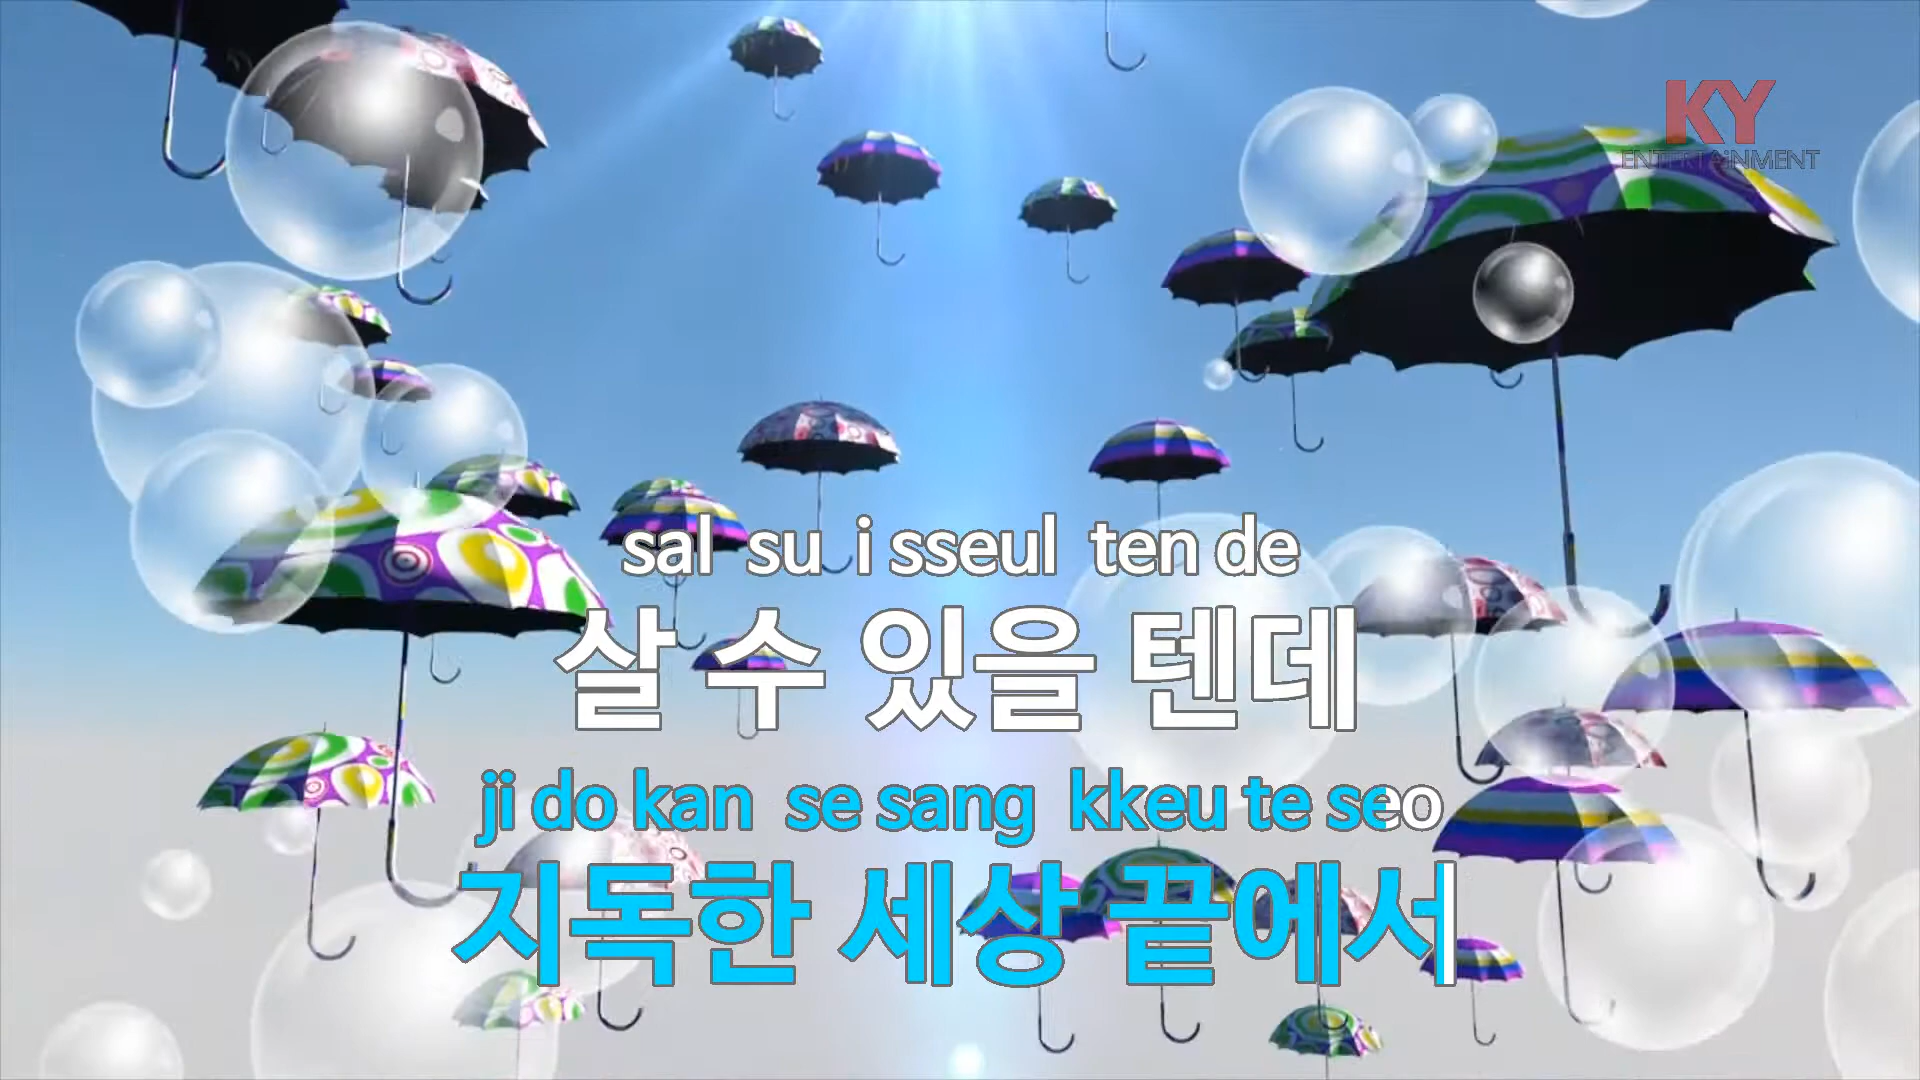 KY
ENTERTAiNMENT
sal su i sseul ten de
살 수 있을 텐데
ji do kan se sang kkeu te seo
지독한 세상 끝에서